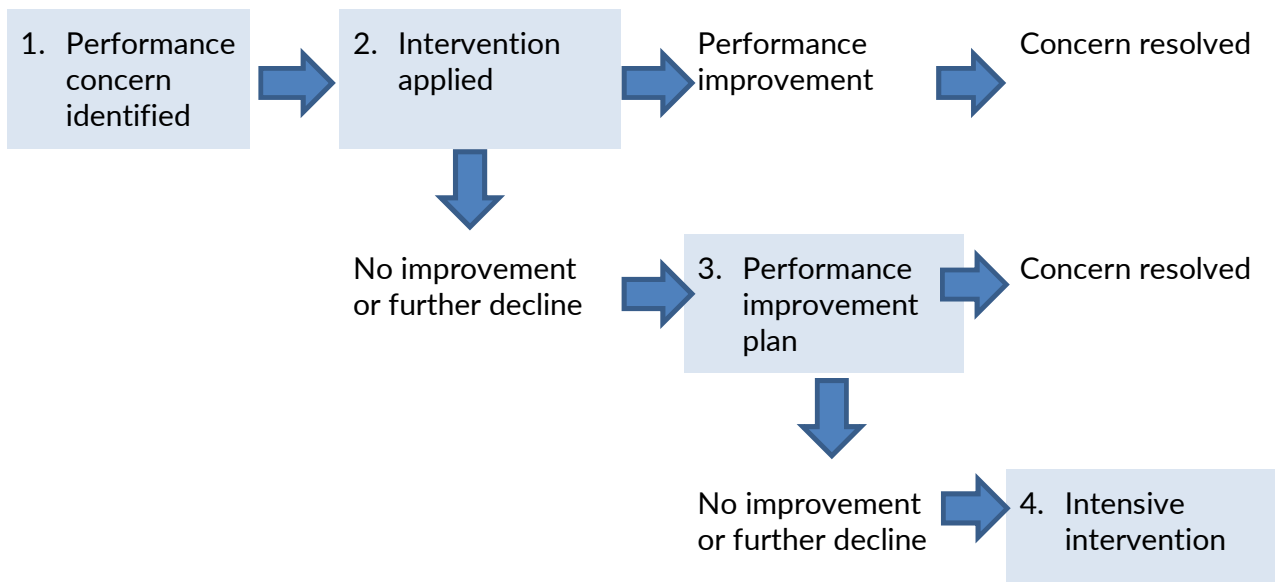 1. Performance
concern
identified
2. Intervention
applied
Performance
improvement
Concern resolved
No improvement
or further decline
3. Performance
improvement
plan
Concern resolved
No improvement
or further decline
4. Intensive
intervention